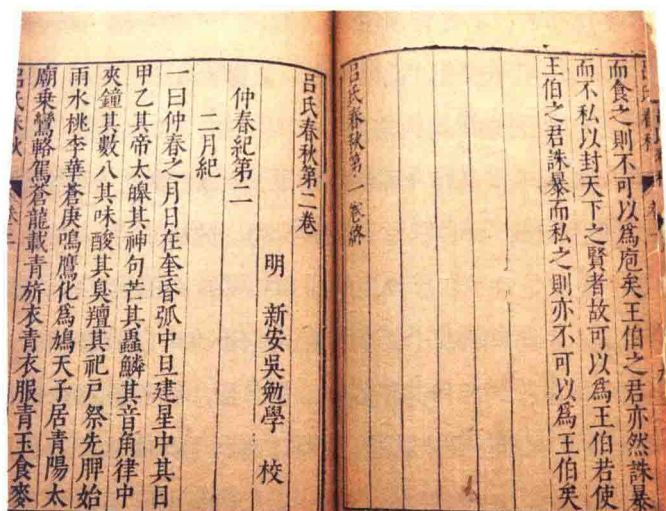 而食之則不可以爲庖矣王伯之君亦然誅暴
而不私以封天下之賢者故可以爲王伯若使
王伯之君誅暴而私之則亦不可以爲王伯矣
呂氏春秋第一卷終
呂氏春秋第二卷
明 新安吳勉學 校
仲春紀第二
二月紀
一曰仲春之月日在奎昏弧中旦建星中其日
甲乙其帝太皞其神句芒其蟲鱗其音角律中
夾鐘其數八其味酸其臭羶其祀戶祭先脾始
雨水桃李華蒼庚鳴鷹化爲鳩天子居青陽太
廟乘鸞輅駕蒼龍載青旂衣青衣服青玉食麥
呂氏春秋 卷二